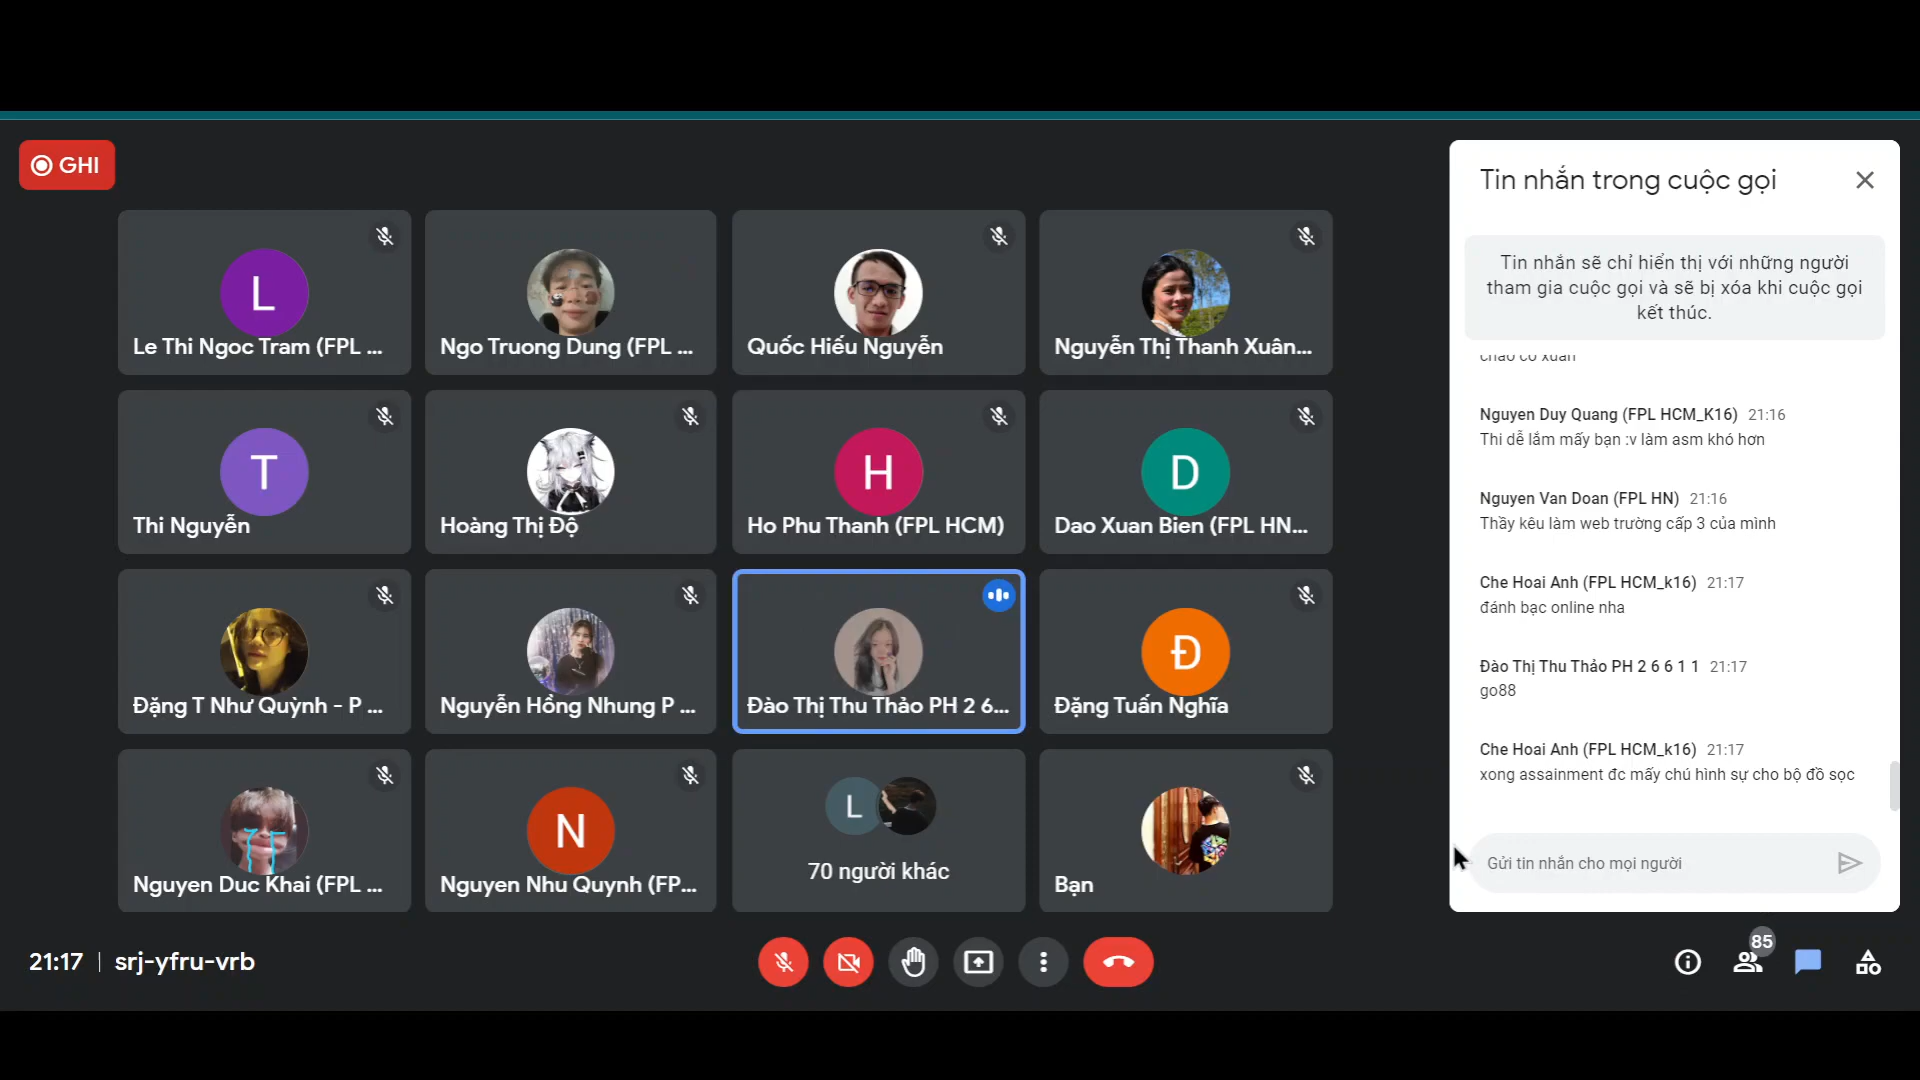 GHI
L
Le Thi Ngoc Tram (FPL ...
Ngo Truong Dung (FPL ...
Quốc Hiếu Nguyễn
Nguyễn Thị Thanh Xuân...
T
Thi Nguyễn
Hoàng Thị Độ
H
Ho Phu Thanh (FPL HCM)
D
Dao Xuan Bien (FPL HN...
Đặng T Như Quỳnh - P ...
Nguyễn Hồng Nhung P ...
Đào Thị Thu Thảo PH 2 6...
Đ
Đặng Tuấn Nghĩa
Nguyen Duc Khai (FPL ...
N
Nguyen Nhu Quynh (FP...
L
70 người khác
Bạn
Tin nhắn trong cuộc gọi
Tin nhắn sẽ chỉ hiển thị với những người
tham gia cuộc gọi và sẽ bị xóa khi cuộc gọi
kết thúc.
chào cô xuân
Nguyen Duy Quang (FPL HCM_K16) 21:16
Thi dễ lắm mấy bạn :v làm asm khó hơn
Nguyen Van Doan (FPL HN) 21:16
Thầy kêu làm web trường cấp 3 của mình
Che Hoai Anh (FPL HCM_k16) 21:17
đánh bạc online nha
Đào Thị Thu Thảo PH 2 6 6 1 1 21:17
go88
Che Hoai Anh (FPL HCM_k16) 21:17
xong assainment đc mấy chú hình sự cho bộ đồ sọc
Gửi tin nhắn cho mọi người
21:17 | srj-yfru-vrb
85